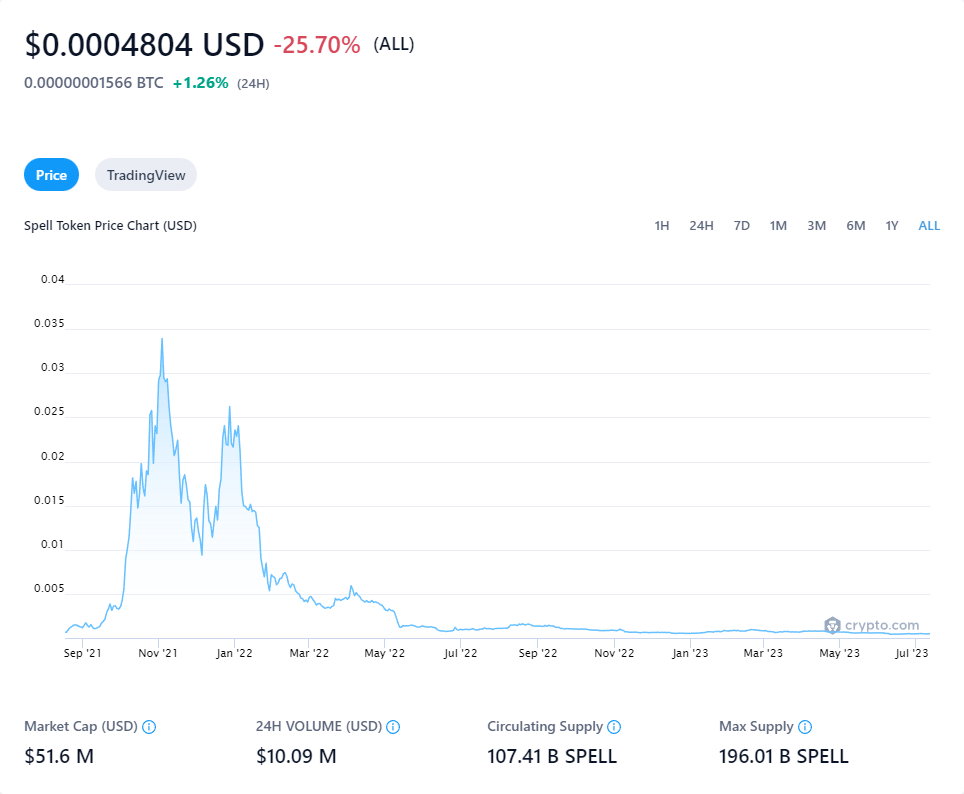 $0.0004804 USD -25.70% (ALL)
0.00000001566 BTC +1.26% (24H)
Price TradingView
Spell Token Price Chart (USD) 1H 24H 7D 1M 3M 6M 1Y ALL
0.04
0.035
0.03
0.025
0.02
0.015
0.01
0.005
crypto.com
Sep '21 Nov '21 Jan '22 Mar '22 May '22 Jul '22 Sep '22 Nov '22 Jan '23 Mar '23 May '23 Jul '23
Market Cap (USD) 24H VOLUME (USD) Circulating Supply Max Supply
$51.6 M $10.09 M 107.41 B SPELL 196.01 B SPELL